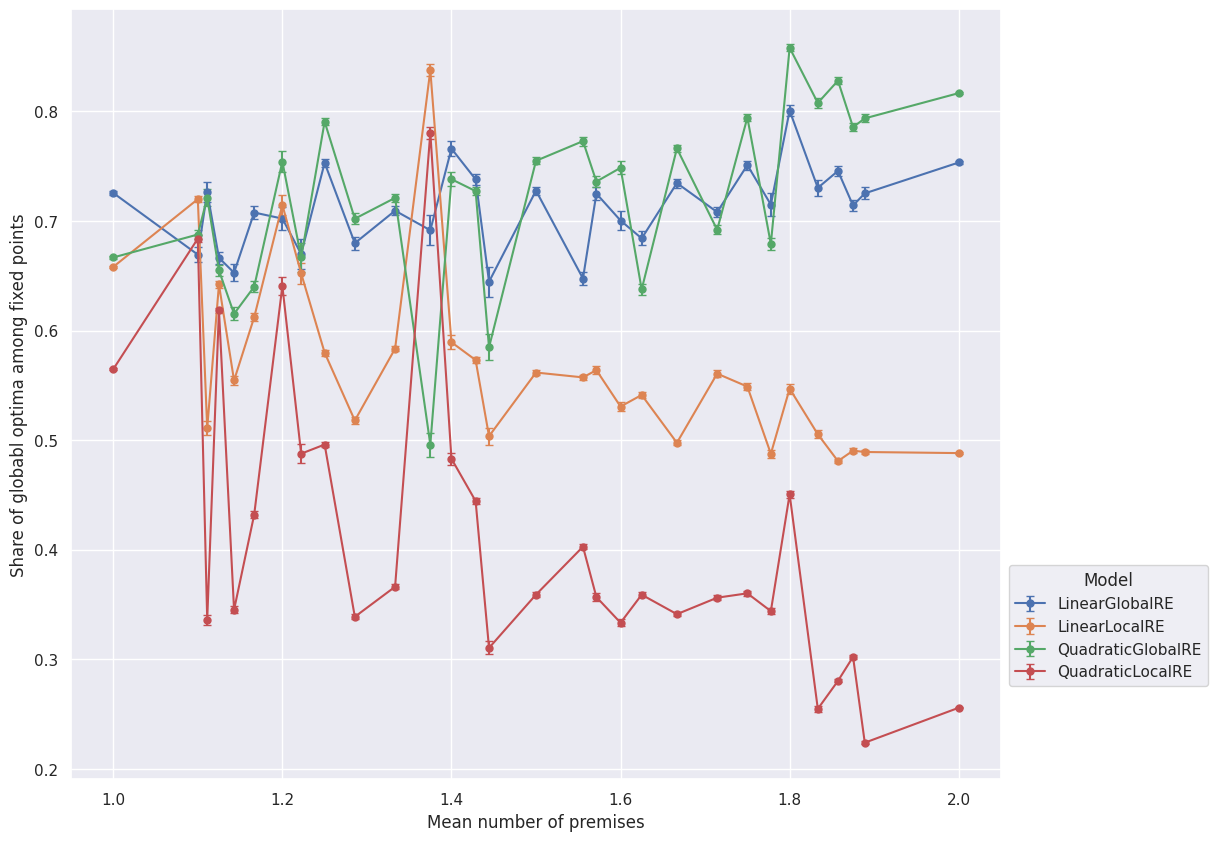 Share of globabl optima among fixed points
0.8
0.7
0.6
0.5
0.4
0.3
0.2
1.0 1.2 1.4 1.6 1.8 2.0
Mean number of premises
Model
LinearGlobalRE
LinearLocalRE
QuadraticGlobalRE
QuadraticLocalRE